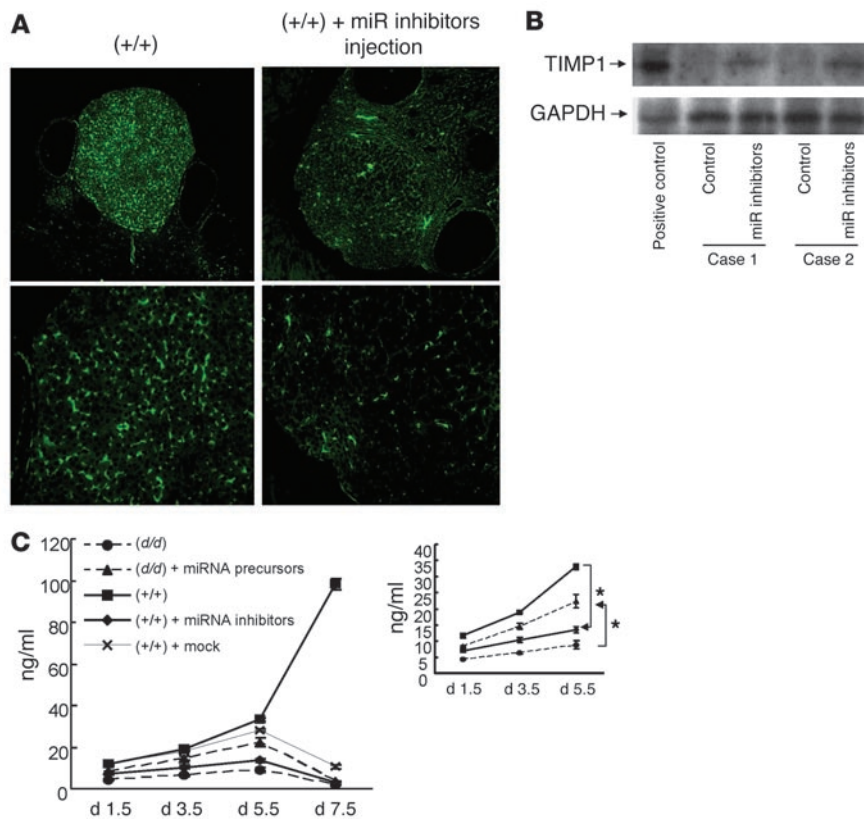 A
(+/+)
(+/+) + miR inhibitors
injection
B
TIMP1
GAPDH
Positive control
Control
miR inhibitors
Control
miR inhibitors
Case 1
Case 2
C
120
100
80
60
40
20
0
ng/ml
(d/d)
(d/d) + miRNA precursors
(+/+)
(+/+) + miRNA inhibitors
(+/+) + mock
d 1.5
d 3.5
d 5.5
d 7.5
40
35
30
25
20
15
10
5
0
ng/ml
*
*
d 1.5
d 3.5
d 5.5